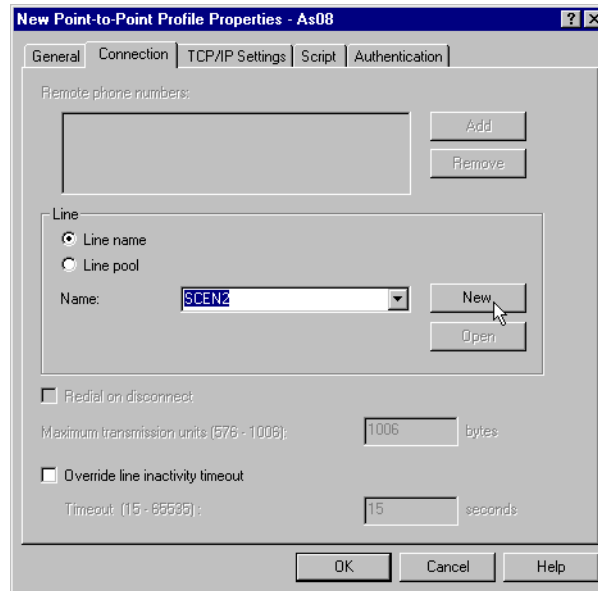 New Point-to-Point Profile Properties - As08
General Connection TCP/IP Settings Script Authentication
Remote phone numbers:
Add
Remove
Line
Line name
Line pool
Name: SCEN2 New
Open
Redial on disconnect
Maximum transmission units (576 - 1006): 1006 bytes
Override line inactivity timeout
Timeout (15 - 65535) : 15 seconds
OK Cancel Help